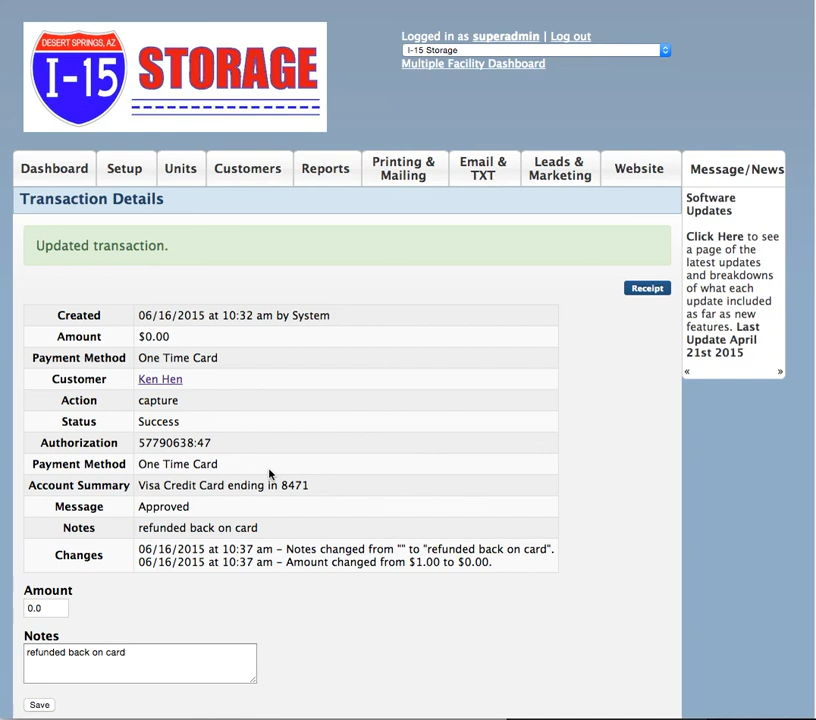 DESERT SPRINGS, AZ
I-15
STORAGE
Logged in as superadmin | Log out
I-15 Storage
Multiple Facility Dashboard
Dashboard
Setup
Units
Customers
Reports
Printing &
Mailing
Email &
TXT
Leads &
Marketing
Website
Message/News
Transaction Details
Updated transaction.
Receipt
Created 06/16/2015 at 10:32 am by System
Amount $0.00
Payment Method One Time Card
Customer Ken Hen
Action capture
Status Success
Authorization 57790638:47
Payment Method One Time Card
Account Summary Visa Credit Card ending in 8471
Message Approved
Notes refunded back on card
Changes 06/16/2015 at 10:37 am – Notes changed from "" to "refunded back on card".
06/16/2015 at 10:37 am – Amount changed from $1.00 to $0.00.
Amount
0.0
Notes
refunded back on card
Save
Software
Updates
Click Here to see
a page of the
latest updates
and breakdowns
of what each
update included
as far as new
features. Last
Update April
21st 2015
« »